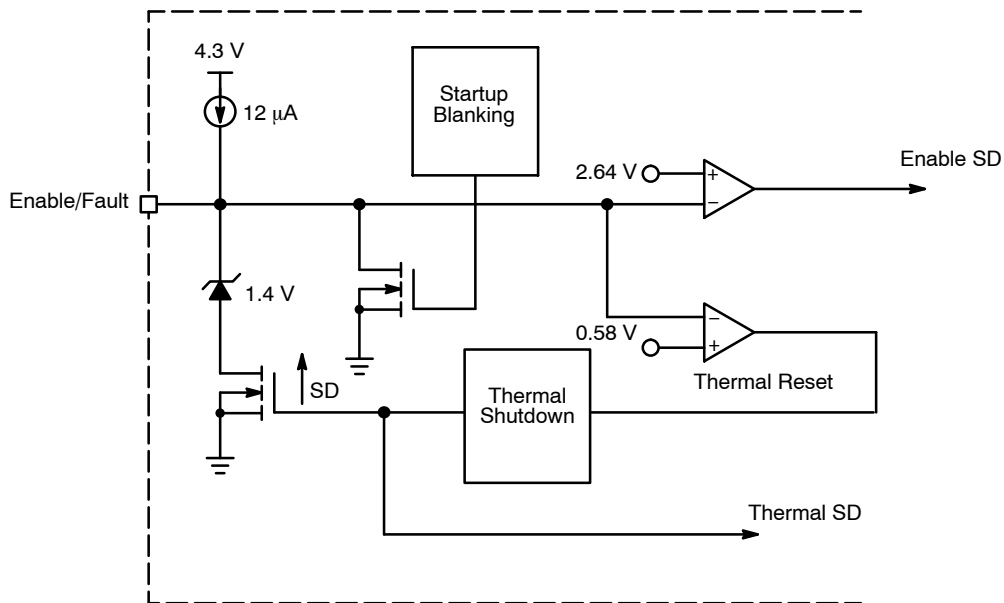 4.3 V
12 μA
Startup
Blanking
Enable/Fault
2.64 V
+
−
Enable SD
1.4 V
SD
0.58 V
−
+
Thermal Reset
Thermal
Shutdown
Thermal SD